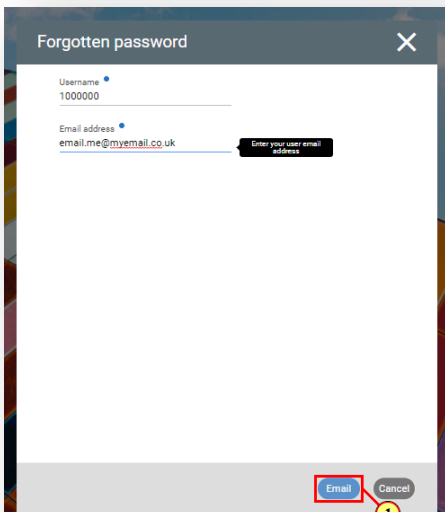 Forgotten password
Username
1000000
Email address
email.me@myemail.co.uk
Enter your user email
address
Email
Cancel
1